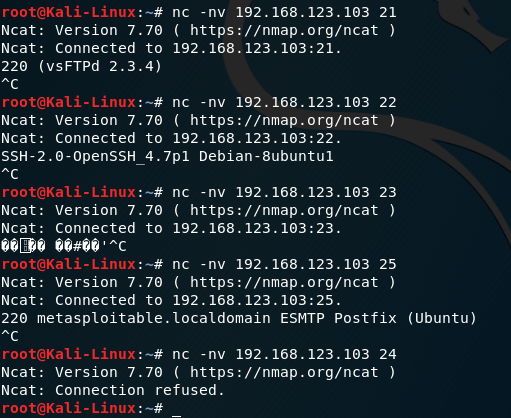 root@Kali-Linux:~# nc -nv 192.168.123.103 21
Ncat: Version 7.70 ( https://nmap.org/ncat )
Ncat: Connected to 192.168.123.103:21.
220 (vsFTPd 2.3.4)
^C
root@Kali-Linux:~# nc -nv 192.168.123.103 22
Ncat: Version 7.70 ( https://nmap.org/ncat )
Ncat: Connected to 192.168.123.103:22.
SSH-2.0-OpenSSH_4.7p1 Debian-8ubuntu1
^C
root@Kali-Linux:~# nc -nv 192.168.123.103 23
Ncat: Version 7.70 ( https://nmap.org/ncat )
Ncat: Connected to 192.168.123.103:23.
�� �� ��#��'^C
root@Kali-Linux:~# nc -nv 192.168.123.103 25
Ncat: Version 7.70 ( https://nmap.org/ncat )
Ncat: Connected to 192.168.123.103:25.
220 metasploitable.localdomain ESMTP Postfix (Ubuntu)
^C
root@Kali-Linux:~# nc -nv 192.168.123.103 24
Ncat: Version 7.70 ( https://nmap.org/ncat )
Ncat: Connection refused.
root@Kali-Linux:~# _